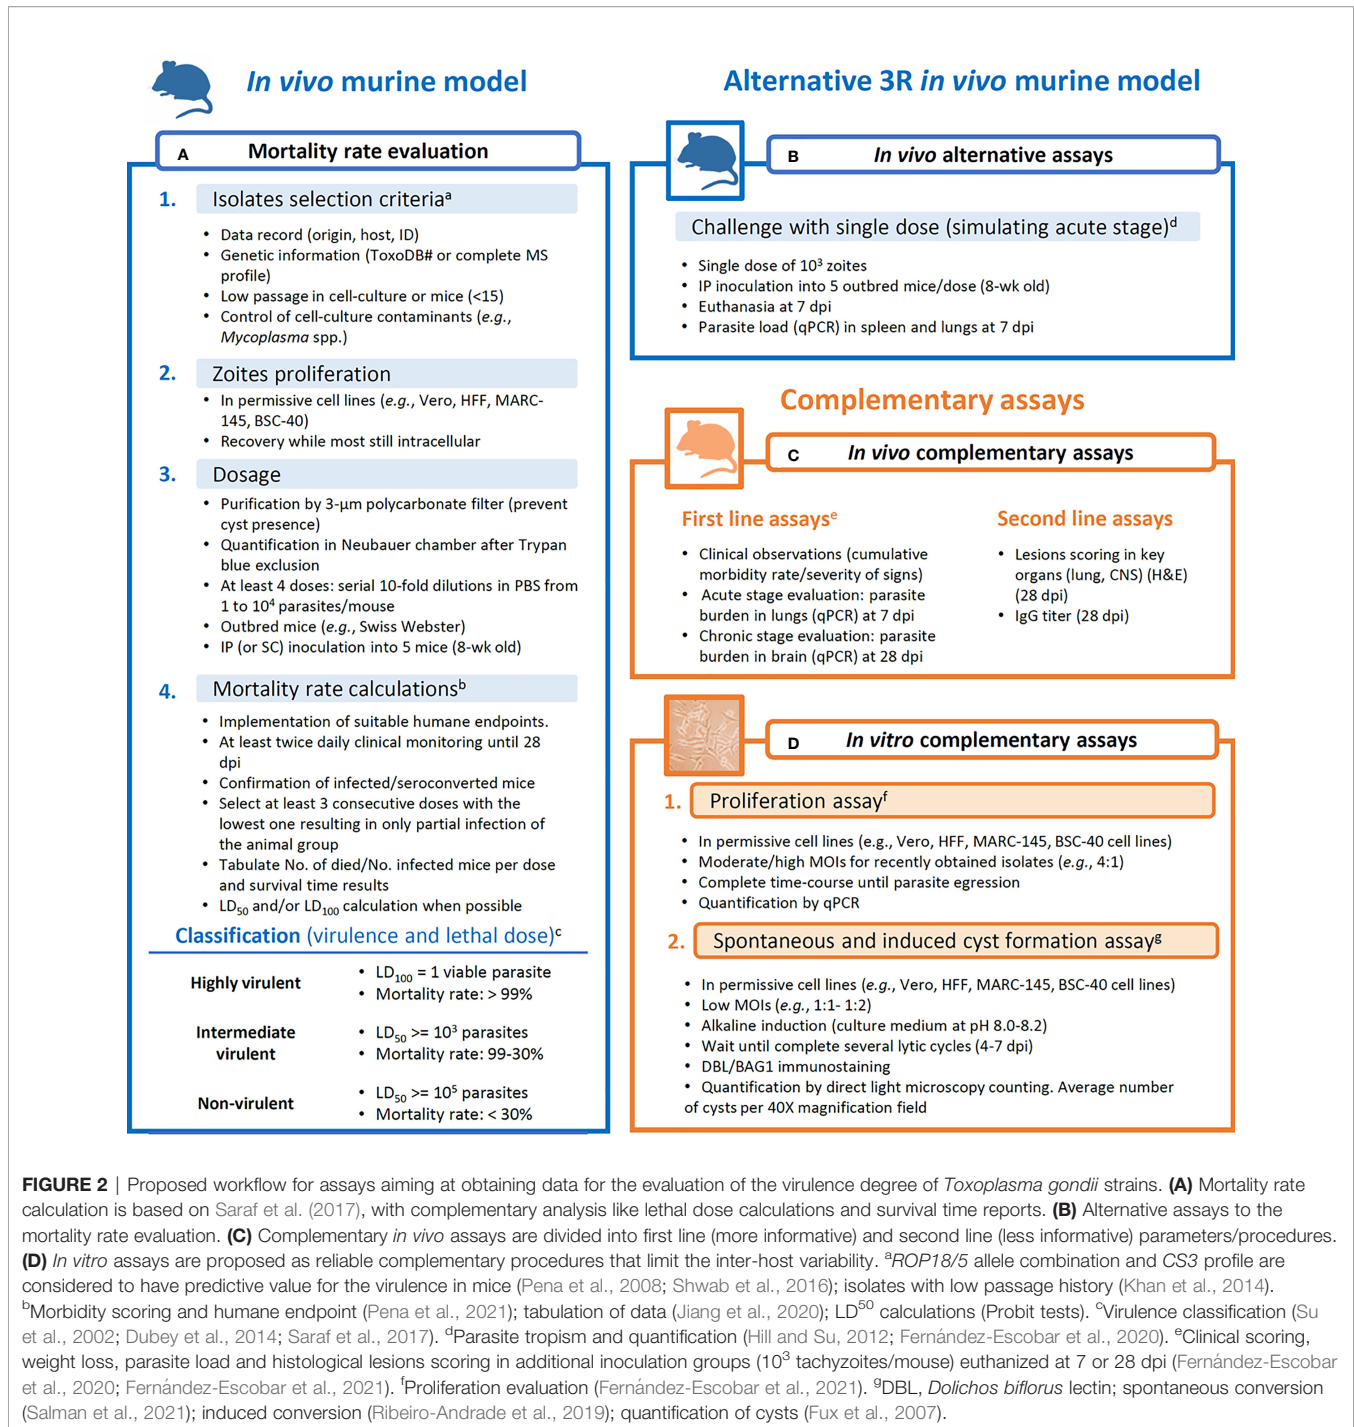 In vivo murine model
A Mortality rate evaluation
1. Isolates selection criteriaᵃ
• Data record (origin, host, ID)
• Genetic information (ToxoDB# or complete MS
profile)
• Low passage in cell-culture or mice (<15)
• Control of cell-culture contaminants (e.g.,
Mycoplasma spp.)
2. Zoites proliferation
• In permissive cell lines (e.g., Vero, HFF, MARC-
145, BSC-40)
• Recovery while most still intracellular
3. Dosage
• Purification by 3-µm polycarbonate filter (prevent
cyst presence)
• Quantification in Neubauer chamber after Trypan
blue exclusion
• At least 4 doses: serial 10-fold dilutions in PBS from
1 to 10⁴ parasites/mouse
• Outbred mice (e.g., Swiss Webster)
• IP (or SC) inoculation into 5 mice (8-wk old)
4. Mortality rate calculationsᵇ
• Implementation of suitable humane endpoints.
• At least twice daily clinical monitoring until 28
dpi
• Confirmation of infected/seroconverted mice
• Select at least 3 consecutive doses with the
lowest one resulting in only partial infection of
the animal group
• Tabulate No. of died/No. infected mice per dose
and survival time results
• LD₅₀ and/or LD₁₀₀ calculation when possible
Classification (virulence and lethal dose)ᶜ
Highly virulent
• LD₁₀₀ = 1 viable parasite
• Mortality rate: > 99%
Intermediate
virulent
• LD₅₀ >= 10³ parasites
• Mortality rate: 99-30%
Non-virulent
• LD₅₀ >= 10⁵ parasites
• Mortality rate: < 30%
Alternative 3R in vivo murine model
B In vivo alternative assays
Challenge with single dose (simulating acute stage)ᵈ
• Single dose of 10³ zoites
• IP inoculation into 5 outbred mice/dose (8-wk old)
• Euthanasia at 7 dpi
• Parasite load (qPCR) in spleen and lungs at 7 dpi
Complementary assays
C In vivo complementary assays
First line assaysᵉ
• Clinical observations (cumulative
morbidity rate/severity of signs)
• Acute stage evaluation: parasite
burden in lungs (qPCR) at 7 dpi
• Chronic stage evaluation: parasite
burden in brain (qPCR) at 28 dpi
Second line assays
• Lesions scoring in key
organs (lung, CNS) (H&E)
(28 dpi)
• IgG titer (28 dpi)
D In vitro complementary assays
1. Proliferation assayᶠ
• In permissive cell lines (e.g., Vero, HFF, MARC-145, BSC-40 cell lines)
• Moderate/high MOIs for recently obtained isolates (e.g., 4:1)
• Complete time-course until parasite egression
• Quantification by qPCR
2. Spontaneous and induced cyst formation assayᵍ
• In permissive cell lines (e.g., Vero, HFF, MARC-145, BSC-40 cell lines)
• Low MOIs (e.g., 1:1- 1:2)
• Alkaline induction (culture medium at pH 8.0-8.2)
• Wait until complete several lytic cycles (4-7 dpi)
• DBL/BAG1 immunostaining
• Quantification by direct light microscopy counting. Average number
of cysts per 40X magnification field
FIGURE 2 | Proposed workflow for assays aiming at obtaining data for the evaluation of the virulence degree of Toxoplasma gondii strains. (A) Mortality rate
calculation is based on Saraf et al. (2017), with complementary analysis like lethal dose calculations and survival time reports. (B) Alternative assays to the
mortality rate evaluation. (C) Complementary in vivo assays are divided into first line (more informative) and second line (less informative) parameters/procedures.
(D) In vitro assays are proposed as reliable complementary procedures that limit the inter-host variability. ᵃROP18/5 allele combination and CS3 profile are
considered to have predictive value for the virulence in mice (Pena et al., 2008; Shwab et al., 2016); isolates with low passage history (Khan et al., 2014).
ᵇMorbidity scoring and humane endpoint (Pena et al., 2021); tabulation of data (Jiang et al., 2020); LD⁵⁰ calculations (Probit tests). ᶜVirulence classification (Su
et al., 2002; Dubey et al., 2014; Saraf et al., 2017). ᵈParasite tropism and quantification (Hill and Su, 2012; Fernández-Escobar et al., 2020). ᵉClinical scoring,
weight loss, parasite load and histological lesions scoring in additional inoculation groups (10³ tachyzoites/mouse) euthanized at 7 or 28 dpi (Fernández-Escobar
et al., 2020; Fernández-Escobar et al., 2021). ᶠProliferation evaluation (Fernández-Escobar et al., 2021). ᵍDBL, Dolichos biflorus lectin; spontaneous conversion
(Salman et al., 2021); induced conversion (Ribeiro-Andrade et al., 2019); quantification of cysts (Fux et al., 2007).